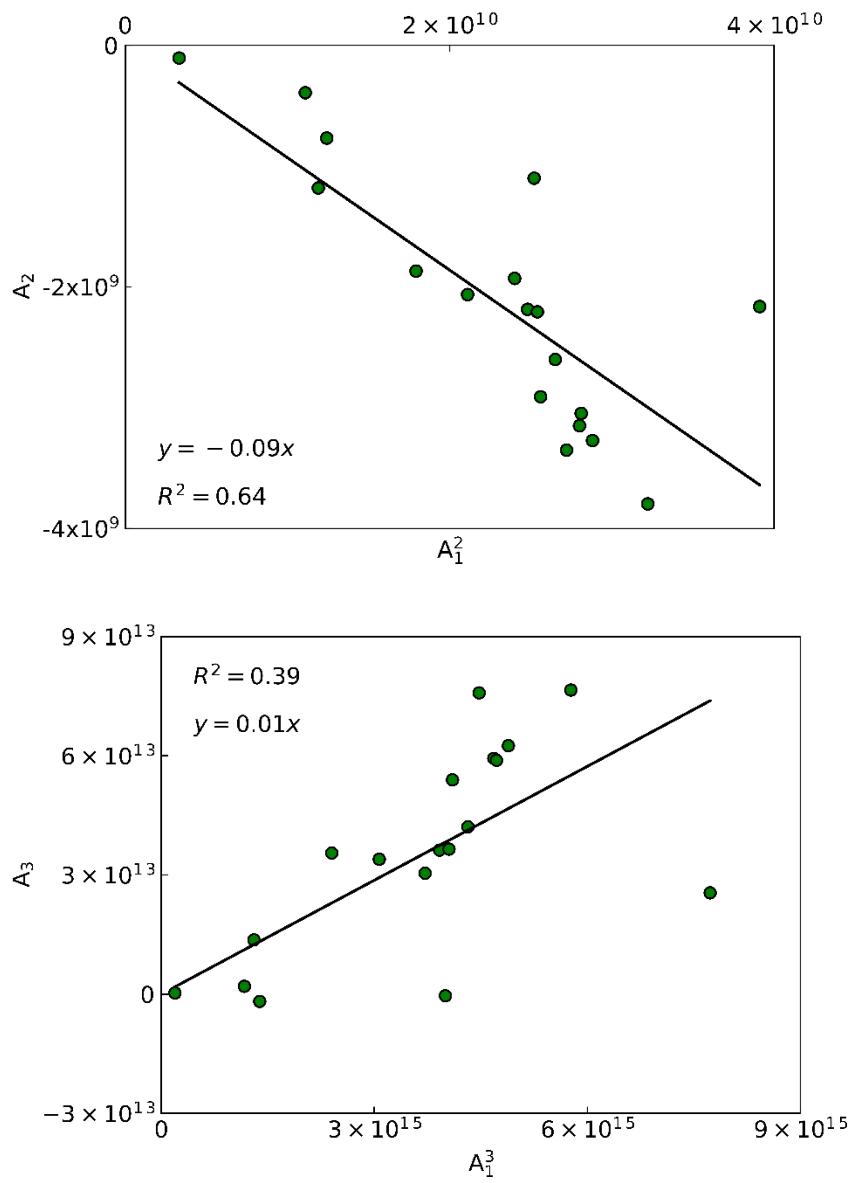 0 2 × 10¹⁰ 4 × 10¹⁰
0
A₂
-2x10⁹
y = −0.09x
R² = 0.64
-4x10⁹
A₁²
9 × 10¹³
R² = 0.39
y = 0.01x
6 × 10¹³
A₃
3 × 10¹³
0
−3 × 10¹³
0 3 × 10¹⁵ 6 × 10¹⁵ 9 × 10¹⁵
A₁³